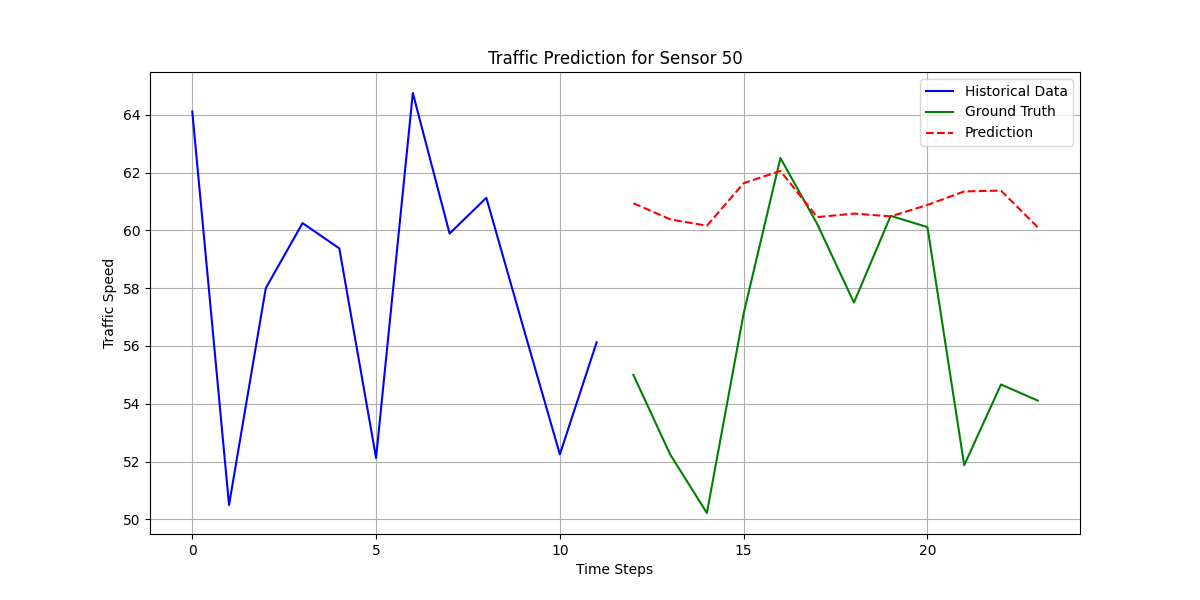 Traffic Prediction for Sensor 50
Historical Data
Ground Truth
Prediction
Traffic Speed
64
62
60
58
56
54
52
50
0 5 10 15 20
Time Steps